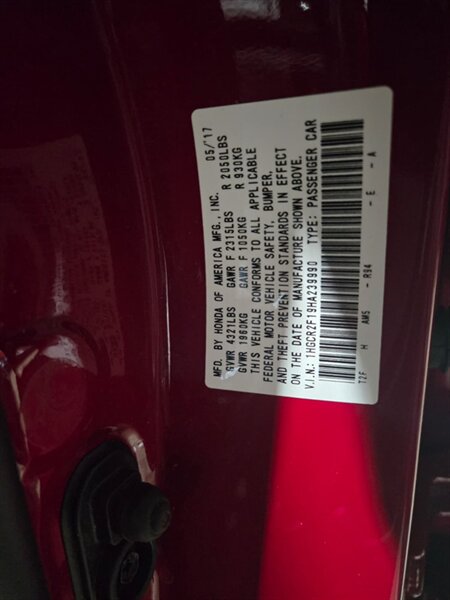 MFD. BY HONDA OF AMERICA MFG., INC. 05/'17
GVWR 4321LBS GAWR F 2315LBS R 2050LBS
GVWR 1960KG GAWR F 1050KG R 930KG
THIS VEHICLE CONFORMS TO ALL APPLICABLE
FEDERAL MOTOR VEHICLE SAFETY, BUMPER,
AND THEFT PREVENTION STANDARDS IN EFFECT
ON THE DATE OF MANUFACTURE SHOWN ABOVE.
V.I.N.: 1HGCR2F19HA239990 TYPE: PASSENGER CAR
T2F H AM5 - R94 - E - A